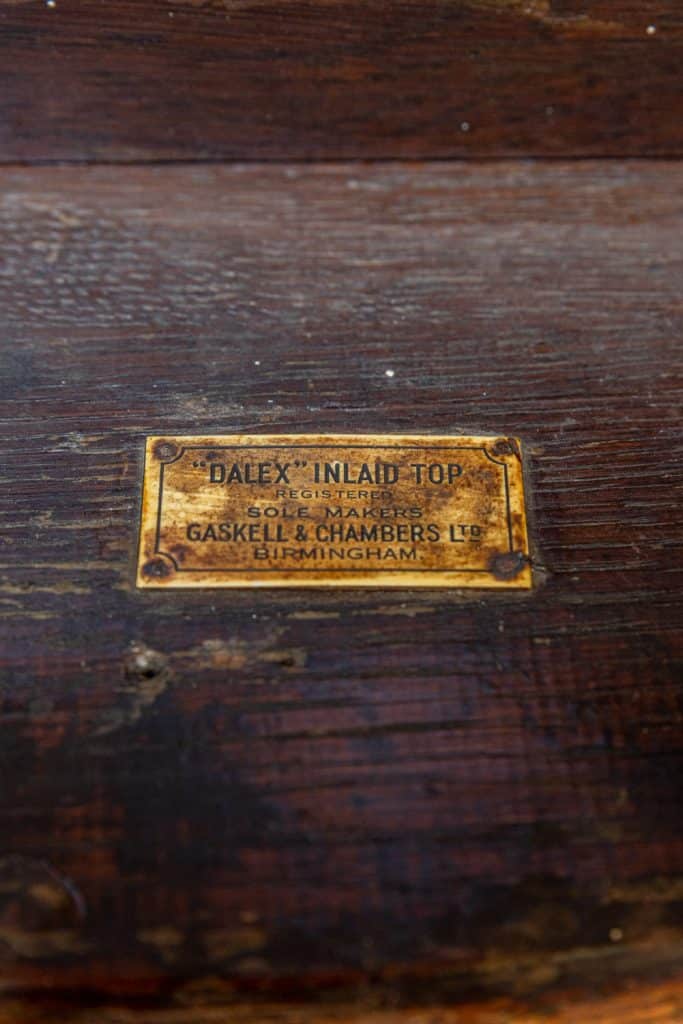 "DALEX" INLAID TOP
REGISTERED
SOLE MAKERS
GASKELL & CHAMBERS LTD
BIRMINGHAM.